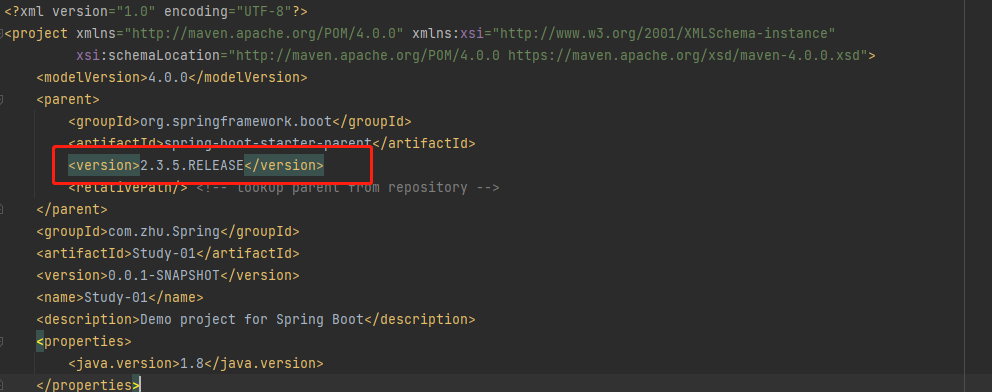 <?xml version="1.0" encoding="UTF-8"?>
<project xmlns="http://maven.apache.org/POM/4.0.0" xmlns:xsi="http://www.w3.org/2001/XMLSchema-instance"
xsi:schemaLocation="http://maven.apache.org/POM/4.0.0 https://maven.apache.org/xsd/maven-4.0.0.xsd">
<modelVersion>4.0.0</modelVersion>
<parent>
<groupId>org.springframework.boot</groupId>
<artifactId>spring-boot-starter-parent</artifactId>
<version>2.3.5.RELEASE</version>
<relativePath/> <!-- lookup parent from repository -->
</parent>
<groupId>com.zhu.Spring</groupId>
<artifactId>Study-01</artifactId>
<version>0.0.1-SNAPSHOT</version>
<name>Study-01</name>
<description>Demo project for Spring Boot</description>
<properties>
<java.version>1.8</java.version>
</properties>